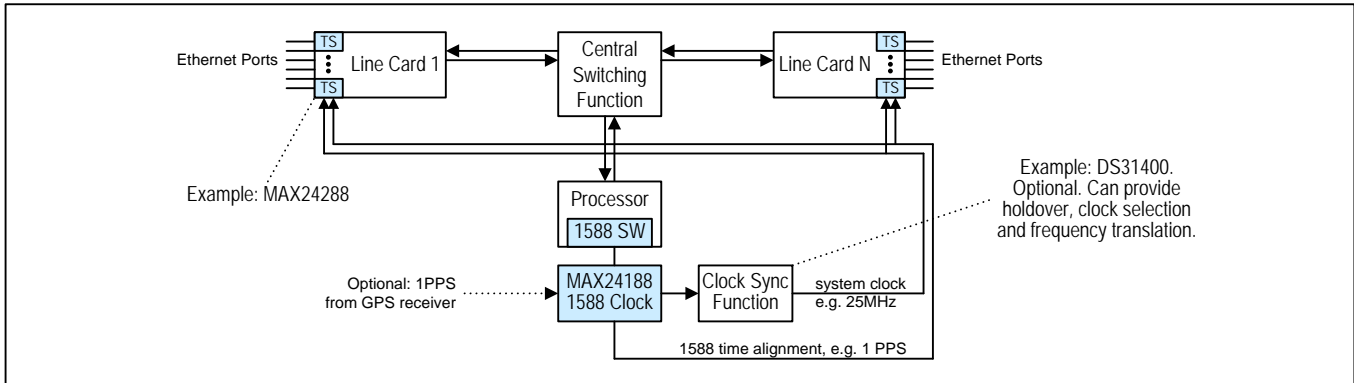 Ethernet Ports
TS
TS
Line Card 1
Central
Switching
Function
Line Card N
TS
TS
Ethernet Ports
Example: MAX24288
Processor
1588 SW
Example: DS31400.
Optional. Can provide
holdover, clock selection
and frequency translation.
Optional: 1PPS
from GPS receiver
MAX24188
1588 Clock
Clock Sync
Function
system clock
e.g. 25MHz
1588 time alignment, e.g. 1 PPS